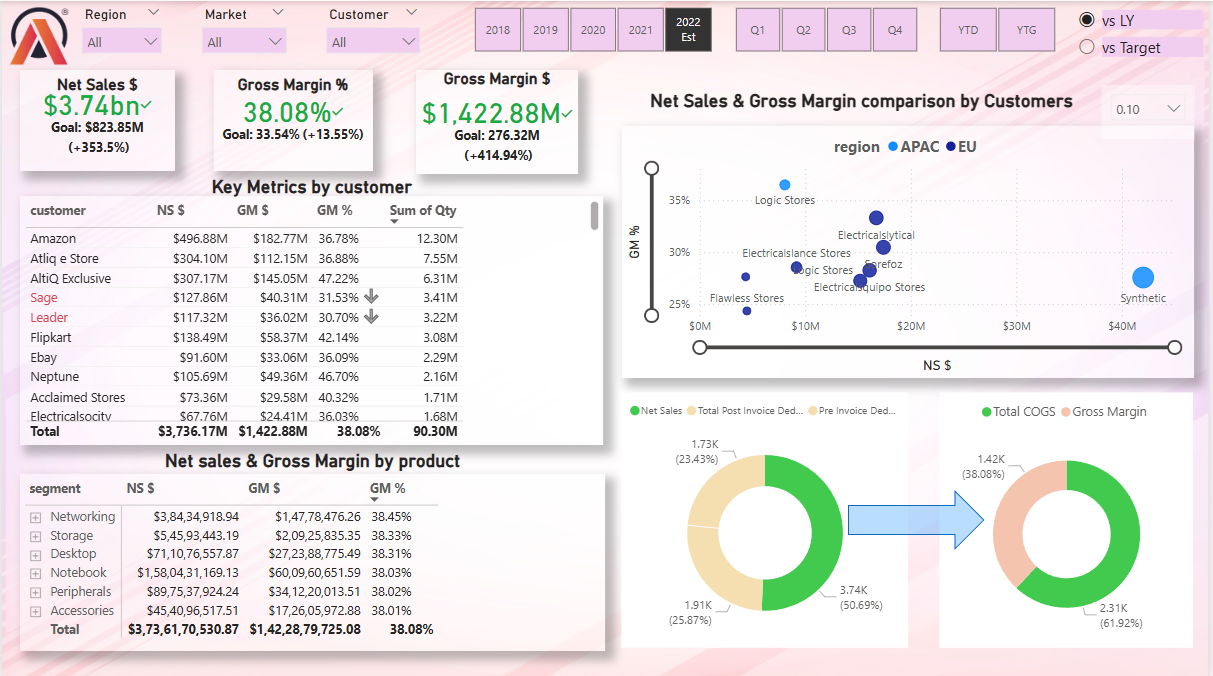 Region
Market
Customer
All
All
All
2018
2019
2020
2021
2022 Est
Q1
Q2
Q3
Q4
YTD
YTG
vs LY
vs Target
Net Sales $
$3.74bn
Goal: $823.85M
(+353.5%)
Gross Margin %
38.08%
Goal: 33.54% (+13.55%)
Gross Margin $
$1,422.88M
Goal: 276.32M
(+414.94%)
Key Metrics by customer
customer NS $ GM $ GM % Sum of Qty
Amazon $496.88M $182.77M 36.78% 12.30M
Atliq e Store $304.10M $112.15M 36.88% 7.55M
AltiQ Exclusive $307.17M $145.05M 47.22% 6.31M
Sage $127.86M $40.31M 31.53% 3.41M
Leader $117.32M $36.02M 30.70% 3.22M
Flipkart $138.49M $58.37M 42.14% 3.08M
Ebay $91.60M $33.06M 36.09% 2.29M
Neptune $105.69M $49.36M 46.70% 2.16M
Acclaimed Stores $73.36M $29.58M 40.32% 1.71M
Electricalsocity $67.76M $24.41M 36.03% 1.68M
Total $3,736.17M $1,422.88M 38.08% 90.30M
Net sales & Gross Margin by product
segment NS $ GM $ GM %
Networking $3,84,34,918.94 $1,47,78,476.26 38.45%
Storage $5,45,93,443.19 $2,09,25,835.35 38.33%
Desktop $71,10,76,557.87 $27,23,88,775.49 38.31%
Notebook $1,58,04,31,169.13 $60,09,60,651.59 38.03%
Peripherals $89,75,37,924.24 $34,12,20,013.51 38.02%
Accessories $45,40,96,517.51 $17,26,05,972.88 38.01%
Total $3,73,61,70,530.87 $1,42,28,79,725.08 38.08%
Net Sales & Gross Margin comparison by Customers
0.10
region APAC EU
GM %
35%
30%
25%
Logic Stores
Electricalslytical
Electricalslance Stores
Sorefoz
Logic Stores
Electricalsquipo Stores
Flawless Stores
Synthetic
$0M $10M $20M $30M $40M
NS $
Net Sales Total Post Invoice Ded... Pre Invoice Ded...
1.73K
(23.43%)
3.74K
(50.69%)
1.91K
(25.87%)
Total COGS Gross Margin
1.42K
(38.08%)
2.31K
(61.92%)